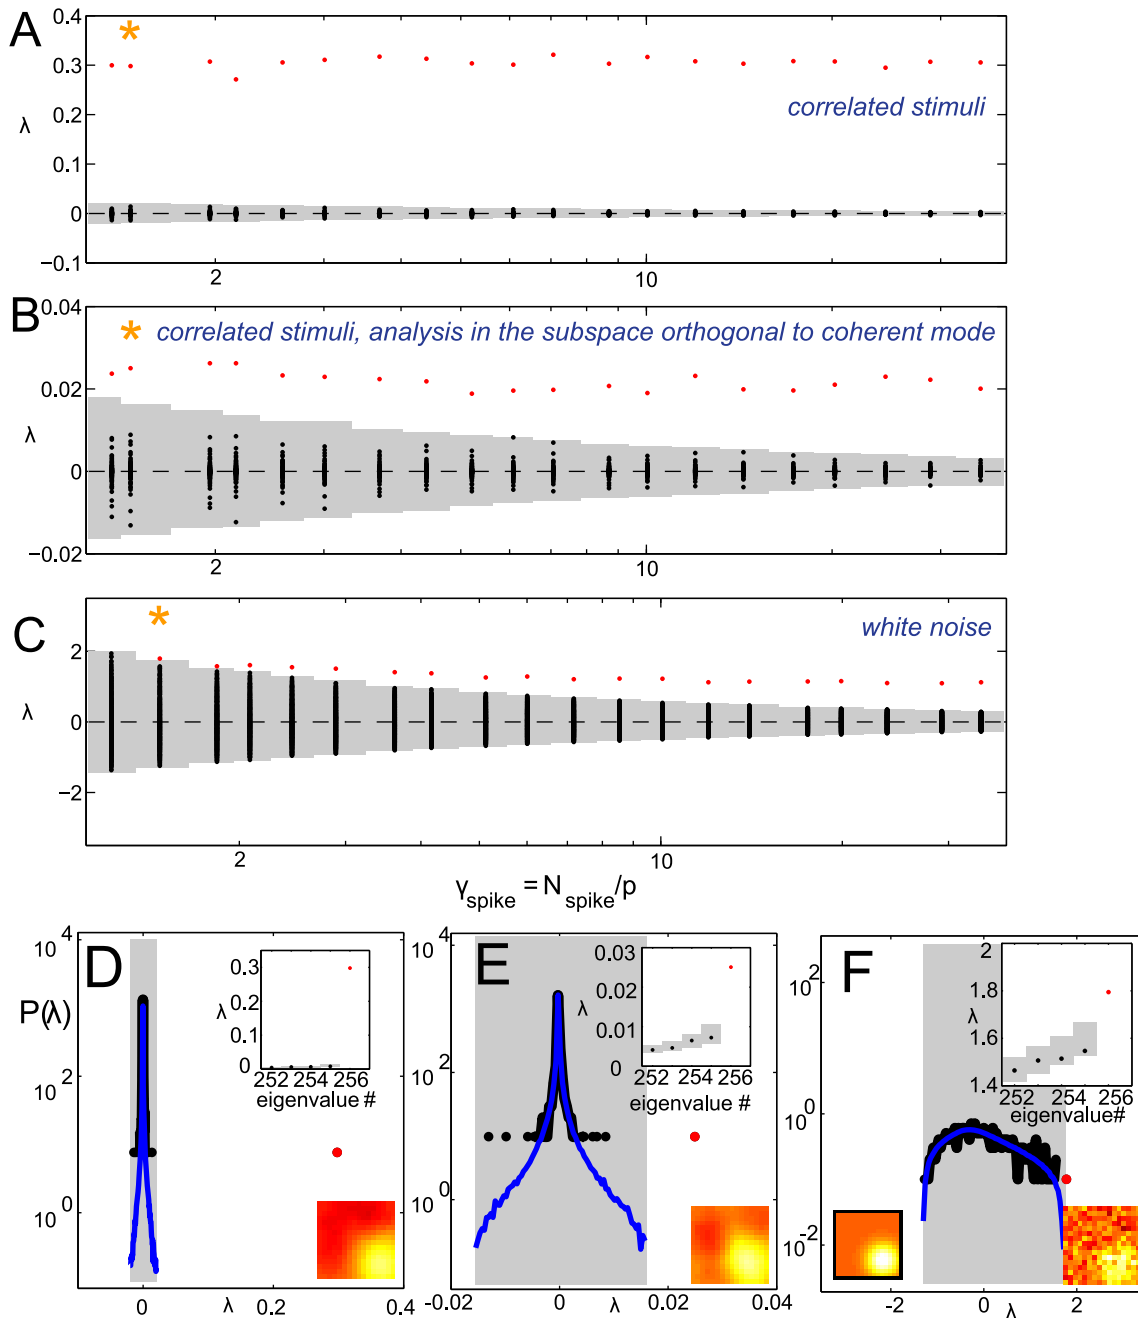 A
*
0.4
0.3
0.2
0.1
0
−0.1
λ
correlated stimuli
2
10
B
*
correlated stimuli, analysis in the subspace orthogonal to coherent mode
0.04
0.02
0
−0.02
λ
2
10
C
*
white noise
2
0
−2
λ
2
10
γspike = Nspike/p
D
P(λ)
10^4
10^2
10^0
0
λ
0.2
0.4
0.3
0.2
0.1
0
λ
252 254 256
eigenvalue #
E
10^4
10^2
10^0
-0.02
0
λ
0.02
0.04
0.03
0.02
0.01
0
λ
252 254 256
eigenvalue #
F
10^2
10^0
10^-2
−2
0
λ
2
2
1.8
1.6
1.4
λ
252 254 256
eigenvalue#